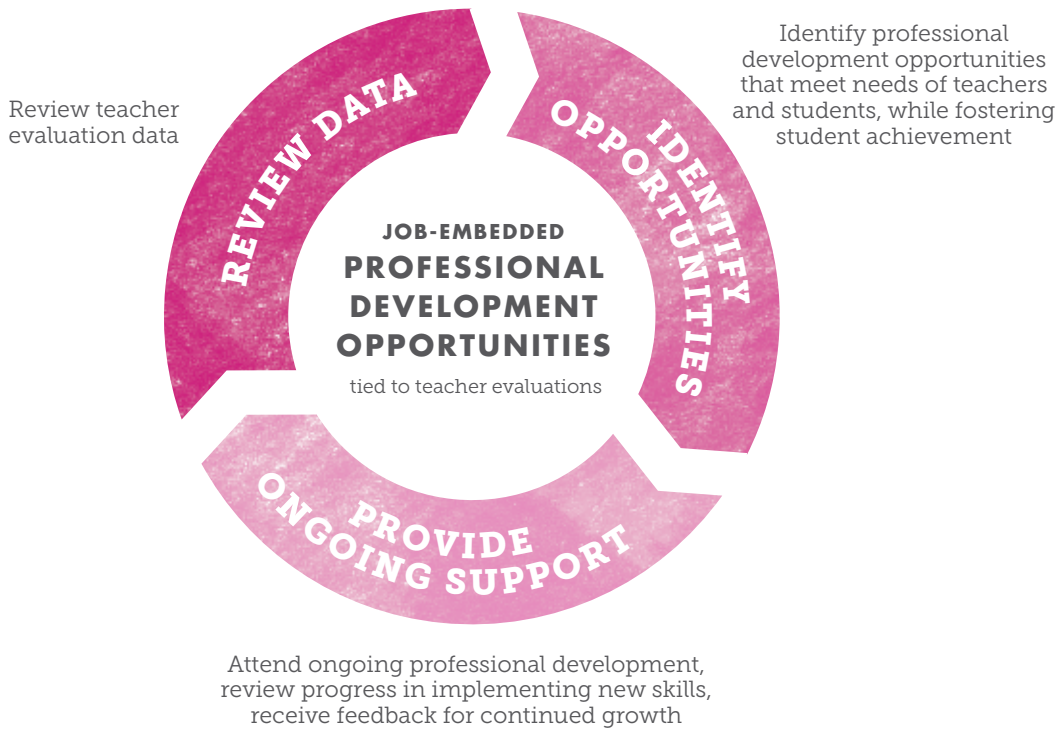 Review teacher
evaluation data
REVIEW DATA
Identify professional
development opportunities
that meet needs of teachers
and students, while fostering
student achievement
IDENTIFY
OPPORTUNITIES
JOB-EMBEDDED
PROFESSIONAL
DEVELOPMENT
OPPORTUNITIES
tied to teacher evaluations
PROVIDE
ONGOING SUPPORT
Attend ongoing professional development,
review progress in implementing new skills,
receive feedback for continued growth